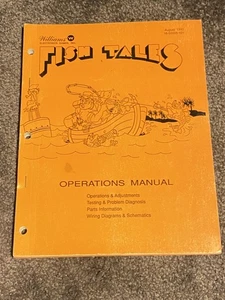 Williams
FISH TALES
OPERATIONS MANUAL
Operations & Adjustments
Testing & Problem Diagnosis
Parts Information
Wiring Diagrams & Schematics